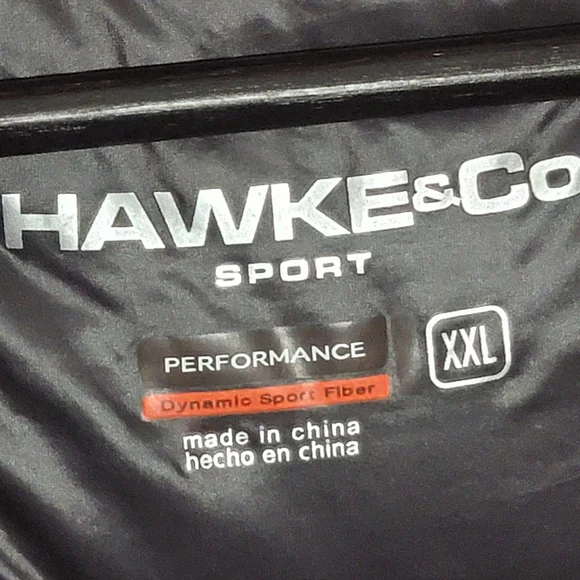 HAWKE&Co
SPORT
PERFORMANCE
XXL
Dynamic Sport Fiber
made in china
hecho en china